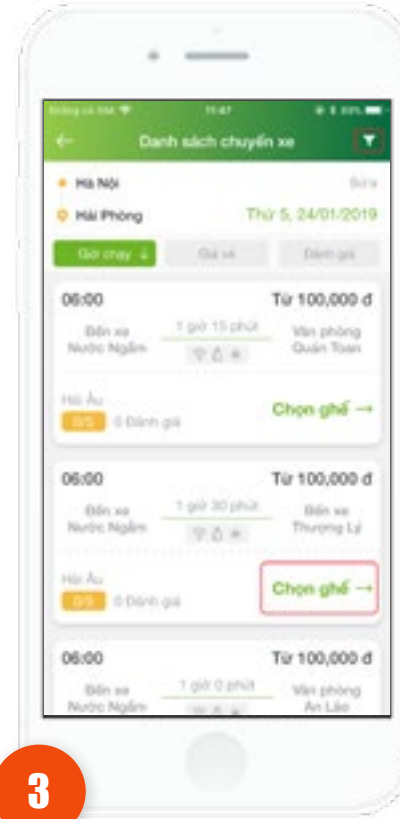 11:47
Danh sách chuyến xe
Hà Nội
Hải Phòng
Thứ 5, 24/01/2019
Giờ chạy ↓ Giá vé Đánh giá
06:00 Từ 100,000 đ
Bến xe Nước Ngầm 1 giờ 15 phút Văn phòng Quán Toan
Hải Âu
0/5 0 Đánh giá
Chọn ghế →
06:00 Từ 100,000 đ
Bến xe Nước Ngầm 1 giờ 30 phút Bến xe Thượng Lý
Hải Âu
0/5 0 Đánh giá
Chọn ghế →
06:00 Từ 100,000 đ
Bến xe Nước Ngầm 1 giờ 0 phút Văn phòng An Lão
3